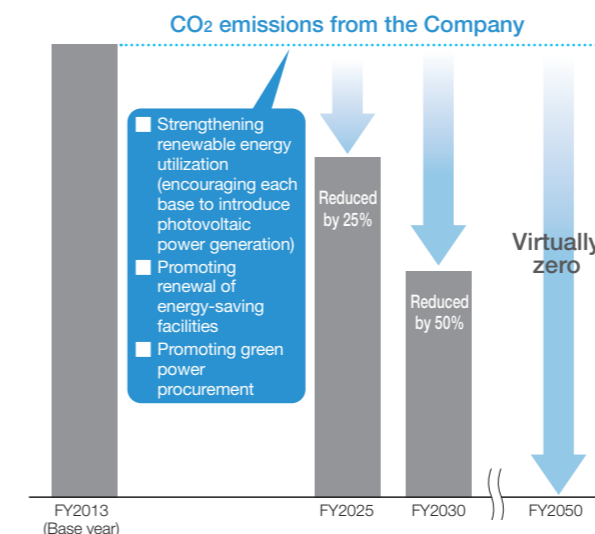 CO2 emissions from the Company
■ Strengthening
renewable energy
utilization
(encouraging each
base to introduce
photovoltaic
power generation)
■ Promoting
renewal of
energy-saving
facilities
■ Promoting green
power
procurement
Reduced
by 25%
Reduced
by 50%
Virtually
zero
FY2013
(Base year)
FY2025
FY2030
FY2050